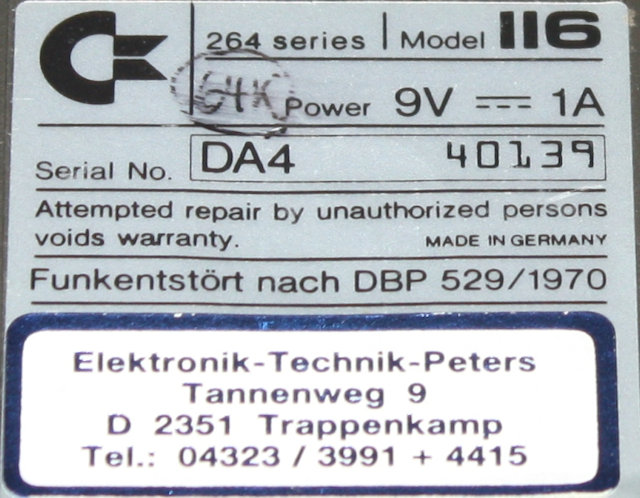 264 series | Model 116
64K
Power 9V ⎓ 1A
Serial No. DA4 40139
Attempted repair by unauthorized persons
voids warranty. MADE IN GERMANY
Funkentstört nach DBP 529/1970
Elektronik-Technik-Peters
Tannenweg 9
D 2351 Trappenkamp
Tel.: 04323 / 3991 + 4415